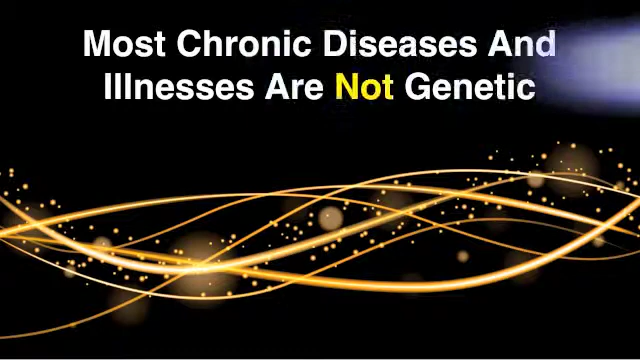 Most Chronic Diseases And
Illnesses Are Not Genetic